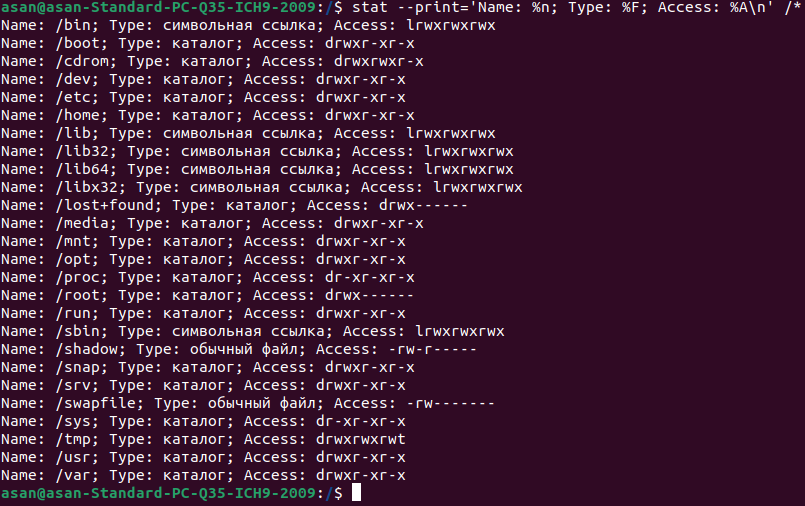 asan@asan-Standard-PC-Q35-ICH9-2009:/$ stat --print='Name: %n; Type: %F; Access: %A\n' /*
Name: /bin; Type: символьная ссылка; Access: lrwxrwxrwx
Name: /boot; Type: каталог; Access: drwxr-xr-x
Name: /cdrom; Type: каталог; Access: drwxrwxr-x
Name: /dev; Type: каталог; Access: drwxr-xr-x
Name: /etc; Type: каталог; Access: drwxr-xr-x
Name: /home; Type: каталог; Access: drwxr-xr-x
Name: /lib; Type: символьная ссылка; Access: lrwxrwxrwx
Name: /lib32; Type: символьная ссылка; Access: lrwxrwxrwx
Name: /lib64; Type: символьная ссылка; Access: lrwxrwxrwx
Name: /libx32; Type: символьная ссылка; Access: lrwxrwxrwx
Name: /lost+found; Type: каталог; Access: drwx------
Name: /media; Type: каталог; Access: drwxr-xr-x
Name: /mnt; Type: каталог; Access: drwxr-xr-x
Name: /opt; Type: каталог; Access: drwxr-xr-x
Name: /proc; Type: каталог; Access: dr-xr-xr-x
Name: /root; Type: каталог; Access: drwx------
Name: /run; Type: каталог; Access: drwxr-xr-x
Name: /sbin; Type: символьная ссылка; Access: lrwxrwxrwx
Name: /shadow; Type: обычный файл; Access: -rw-r-----
Name: /snap; Type: каталог; Access: drwxr-xr-x
Name: /srv; Type: каталог; Access: drwxr-xr-x
Name: /swapfile; Type: обычный файл; Access: -rw-------
Name: /sys; Type: каталог; Access: dr-xr-xr-x
Name: /tmp; Type: каталог; Access: drwxrwxrwt
Name: /usr; Type: каталог; Access: drwxr-xr-x
Name: /var; Type: каталог; Access: drwxr-xr-x
asan@asan-Standard-PC-Q35-ICH9-2009:/$